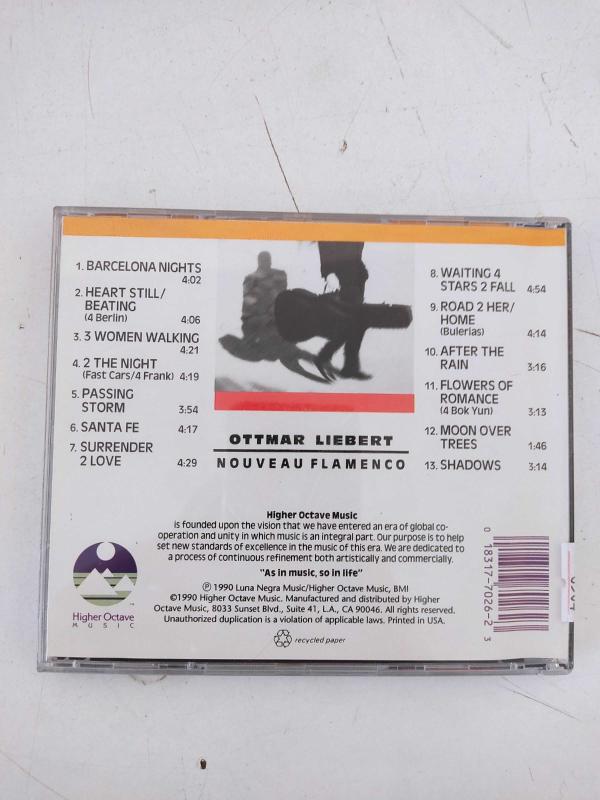 1. BARCELONA NIGHTS
4:02
2. HEART STILL/
BEATING
(4 Berlin) 4:06
3. 3 WOMEN WALKING
4:21
4. 2 THE NIGHT
(Fast Cars/4 Frank) 4:19
5. PASSING
STORM 3:54
6. SANTA FE 4:17
7. SURRENDER
2 LOVE 4:29
8. WAITING 4
STARS 2 FALL 4:54
9. ROAD 2 HER/
HOME
(Bulerias) 4:14
10. AFTER THE
RAIN 3:16
11. FLOWERS OF
ROMANCE
(4 Bok Yun) 3:13
12. MOON OVER
TREES 1:46
13. SHADOWS 3:14
OTTMAR LIEBERT
NOUVEAU FLAMENCO
Higher Octave Music
is founded upon the vision that we have entered an era of global co-
operation and unity in which music is an integral part. Our purpose is to help
set new standards of excellence in the music of this era. We are dedicated to
a process of continuous refinement both artistically and commercially.
"As in music, so in life"
℗ 1990 Luna Negra Music/Higher Octave Music, BMI
©1990 Higher Octave Music. Manufactured and distributed by Higher
Octave Music, 8033 Sunset Blvd., Suite 41, L.A., CA 90046. All rights reserved.
Unauthorized duplication is a violation of applicable laws. Printed in USA.
recycled paper
Higher Octave
MUSIC
™
0 18317-7026-2 3